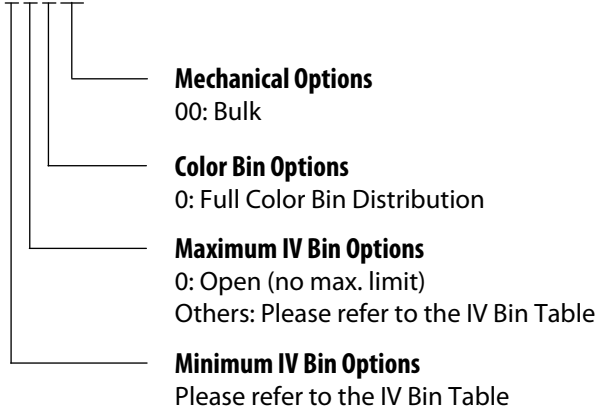 Mechanical Options
00: Bulk
Color Bin Options
0: Full Color Bin Distribution
Maximum IV Bin Options
0: Open (no max. limit)
Others: Please refer to the IV Bin Table
Minimum IV Bin Options
Please refer to the IV Bin Table